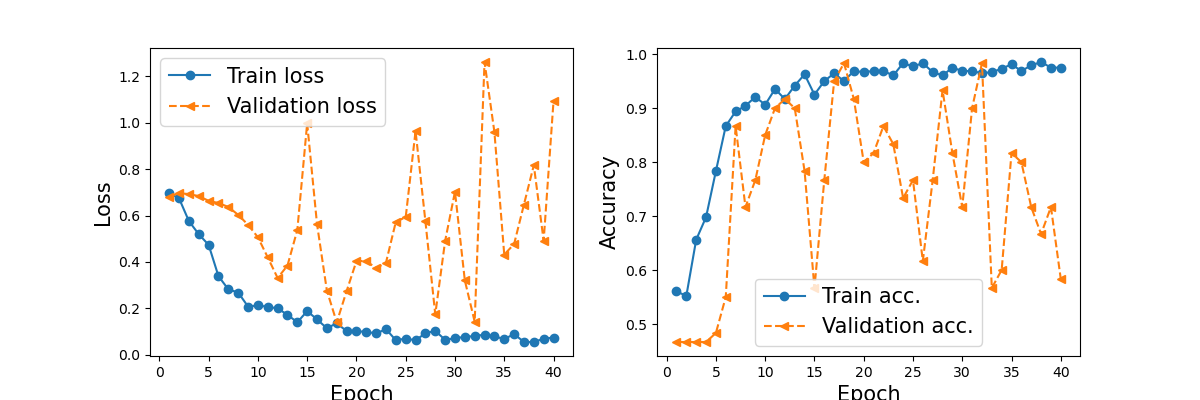 Train loss
Validation loss
Loss
1.2
1.0
0.8
0.6
0.4
0.2
0.0
0 5 10 15 20 25 30 35 40
Epoch
Accuracy
1.0
0.9
0.8
0.7
0.6
0.5
Train acc.
Validation acc.
0 5 10 15 20 25 30 35 40
Epoch